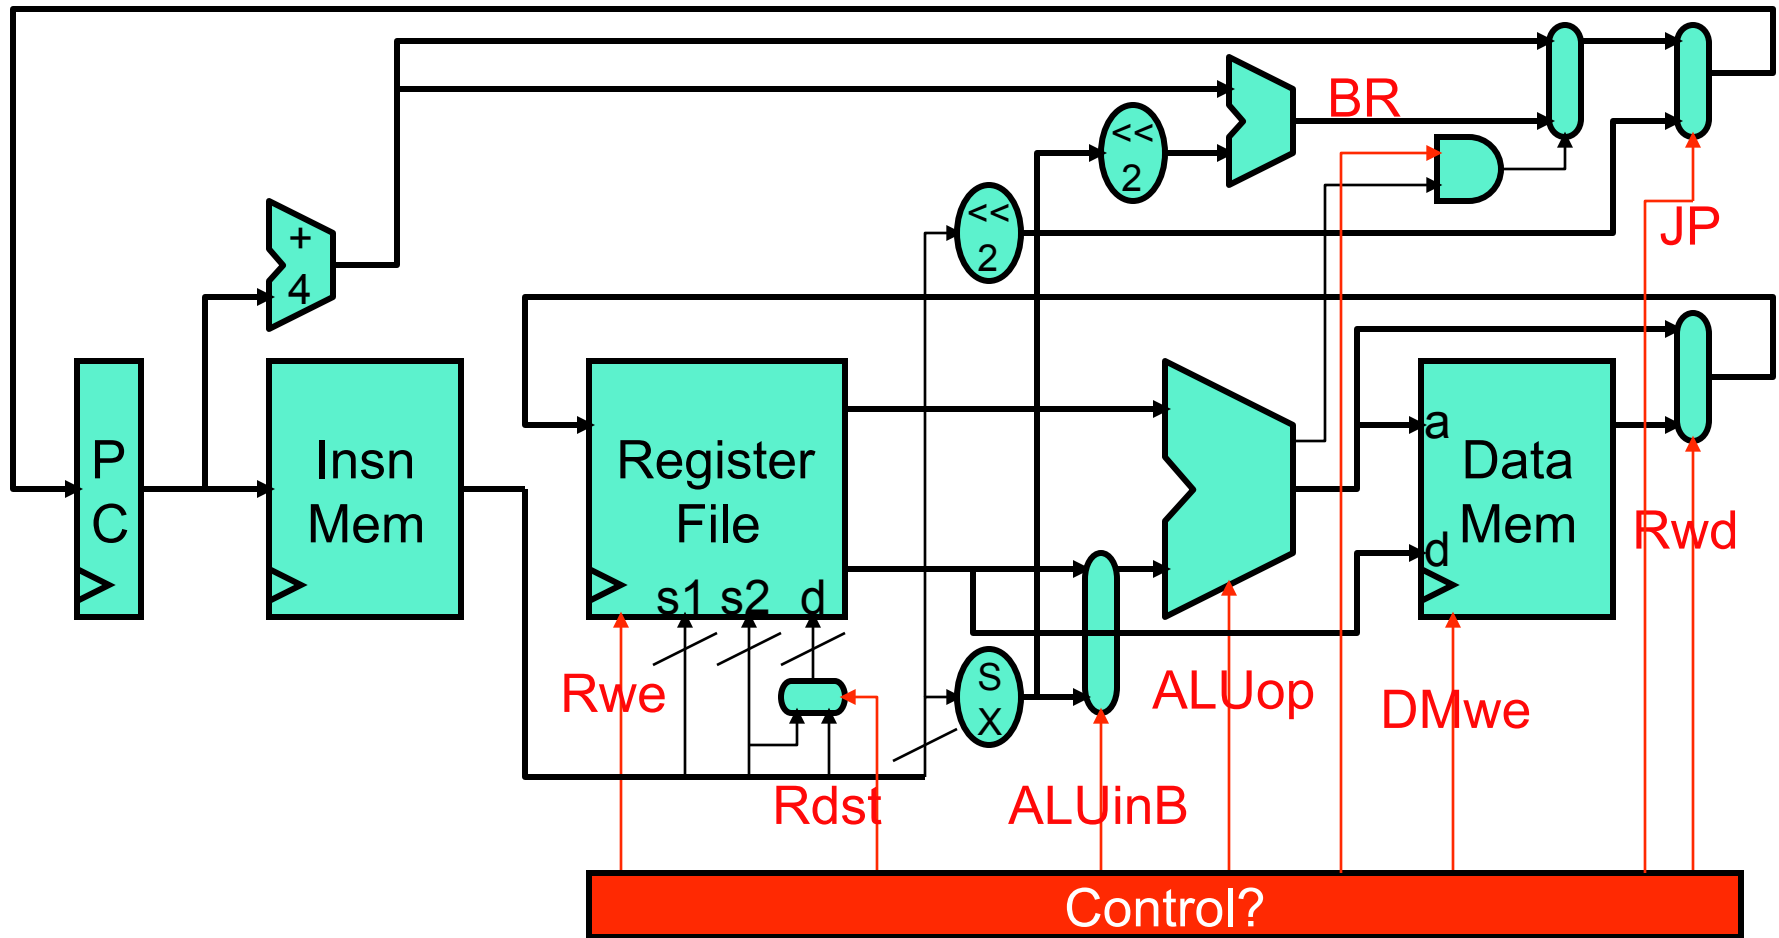 BR
<<
2
<<
2
JP
+
4
P
C
Insn
Mem
Register
File
s1 s2 d
a
d
Data
Mem
Rwd
Rwe
S
X
ALUop
DMwe
Rdst
ALUinB
Control?